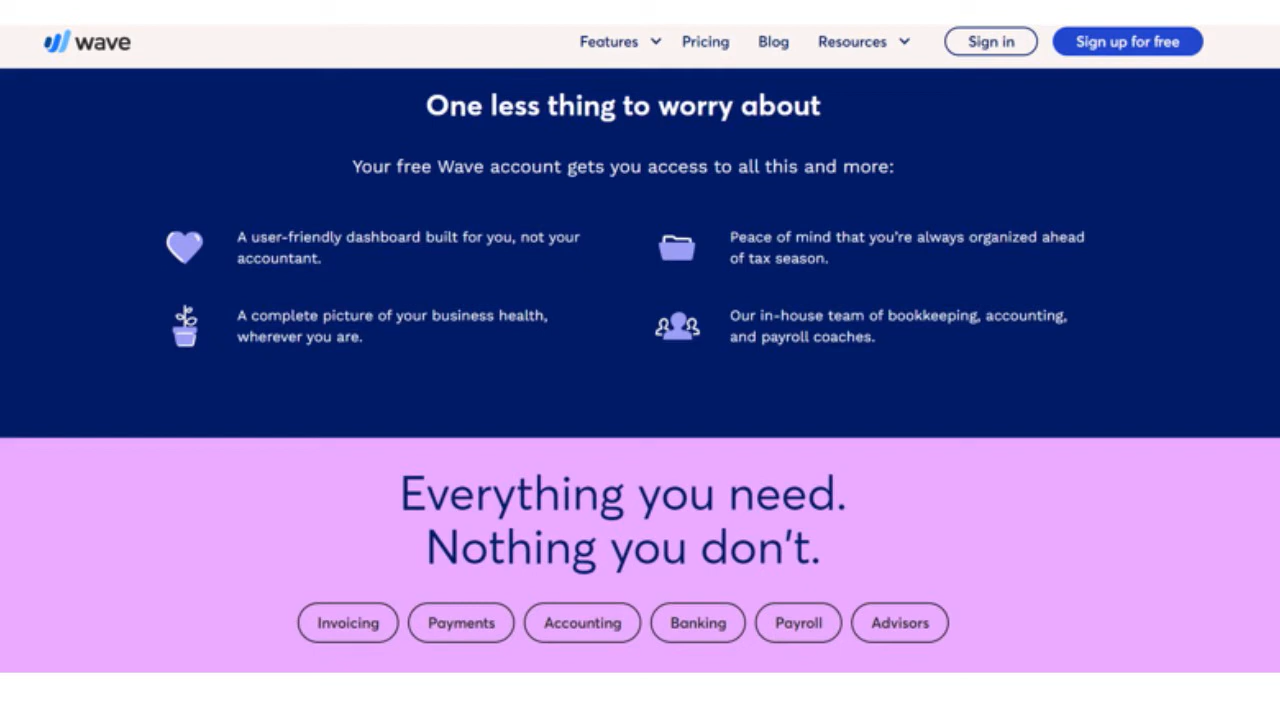 wave
Features
Pricing
Blog
Resources
Sign in
Sign up for free
One less thing to worry about
Your free Wave account gets you access to all this and more:
A user-friendly dashboard built for you, not your
accountant.
Peace of mind that you're always organized ahead
of tax season.
A complete picture of your business health,
wherever you are.
Our in-house team of bookkeeping, accounting,
and payroll coaches.
Everything you need.
Nothing you don't.
Invoicing
Payments
Accounting
Banking
Payroll
Advisors